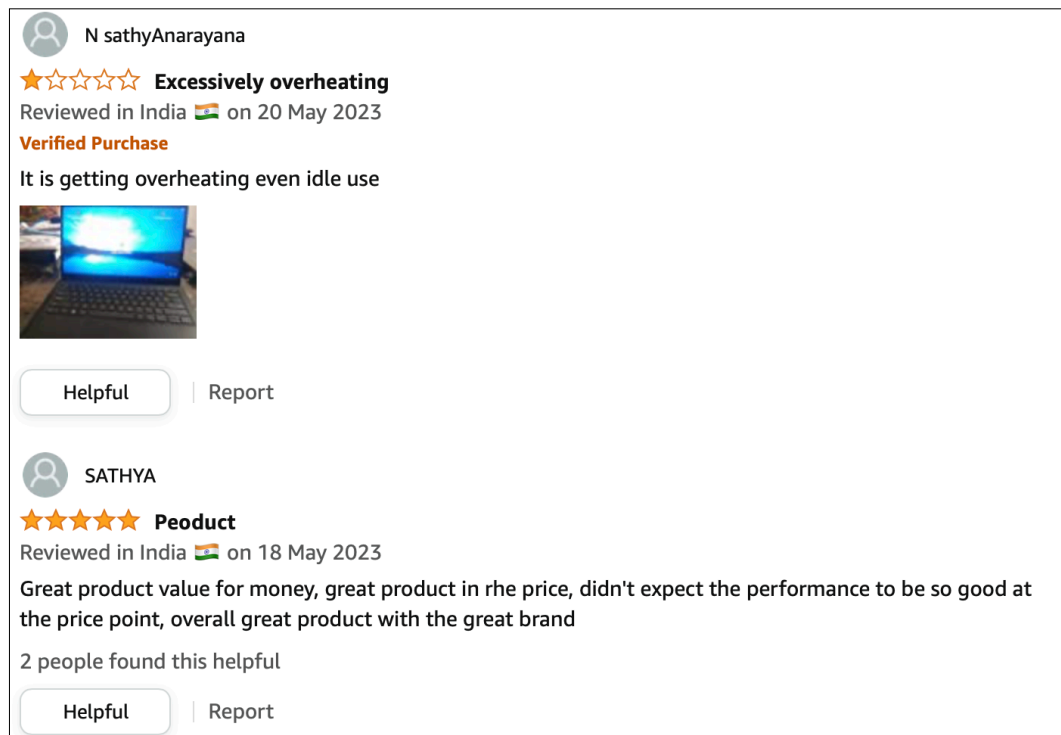 N sathyAnarayana
Excessively overheating
Reviewed in India 🇮🇳 on 20 May 2023
Verified Purchase
It is getting overheating even idle use
Helpful
Report
SATHYA
Peoduct
Reviewed in India 🇮🇳 on 18 May 2023
Great product value for money, great product in rhe price, didn't expect the performance to be so good at
the price point, overall great product with the great brand
2 people found this helpful
Helpful
Report